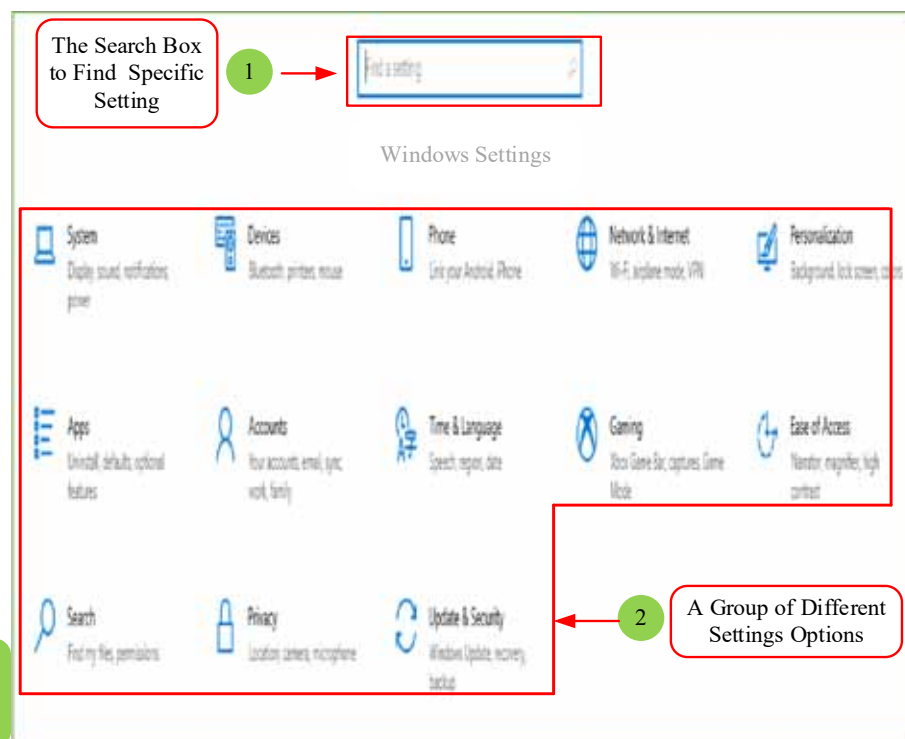 The Search Box
to Find Specific
Setting
1
Find a setting
Windows Settings
System
Display, sound, notifications,
power
Devices
Bluetooth, printers, mouse
Phone
Link your Android, iPhone
Network & Internet
Wi-Fi, airplane mode, VPN
Personalization
Background, lock screen, colors
Apps
Uninstall, defaults, optional
features
Accounts
Your accounts, email, sync,
work, family
Time & Language
Speech, region, date
Gaming
Xbox Game Bar, captures, Game
Mode
Ease of Access
Narrator, magnifier, high
contrast
Search
Find my files, permissions
Privacy
Location, camera, microphone
Update & Security
Windows Update, recovery,
backup
2
A Group of Different
Settings Options